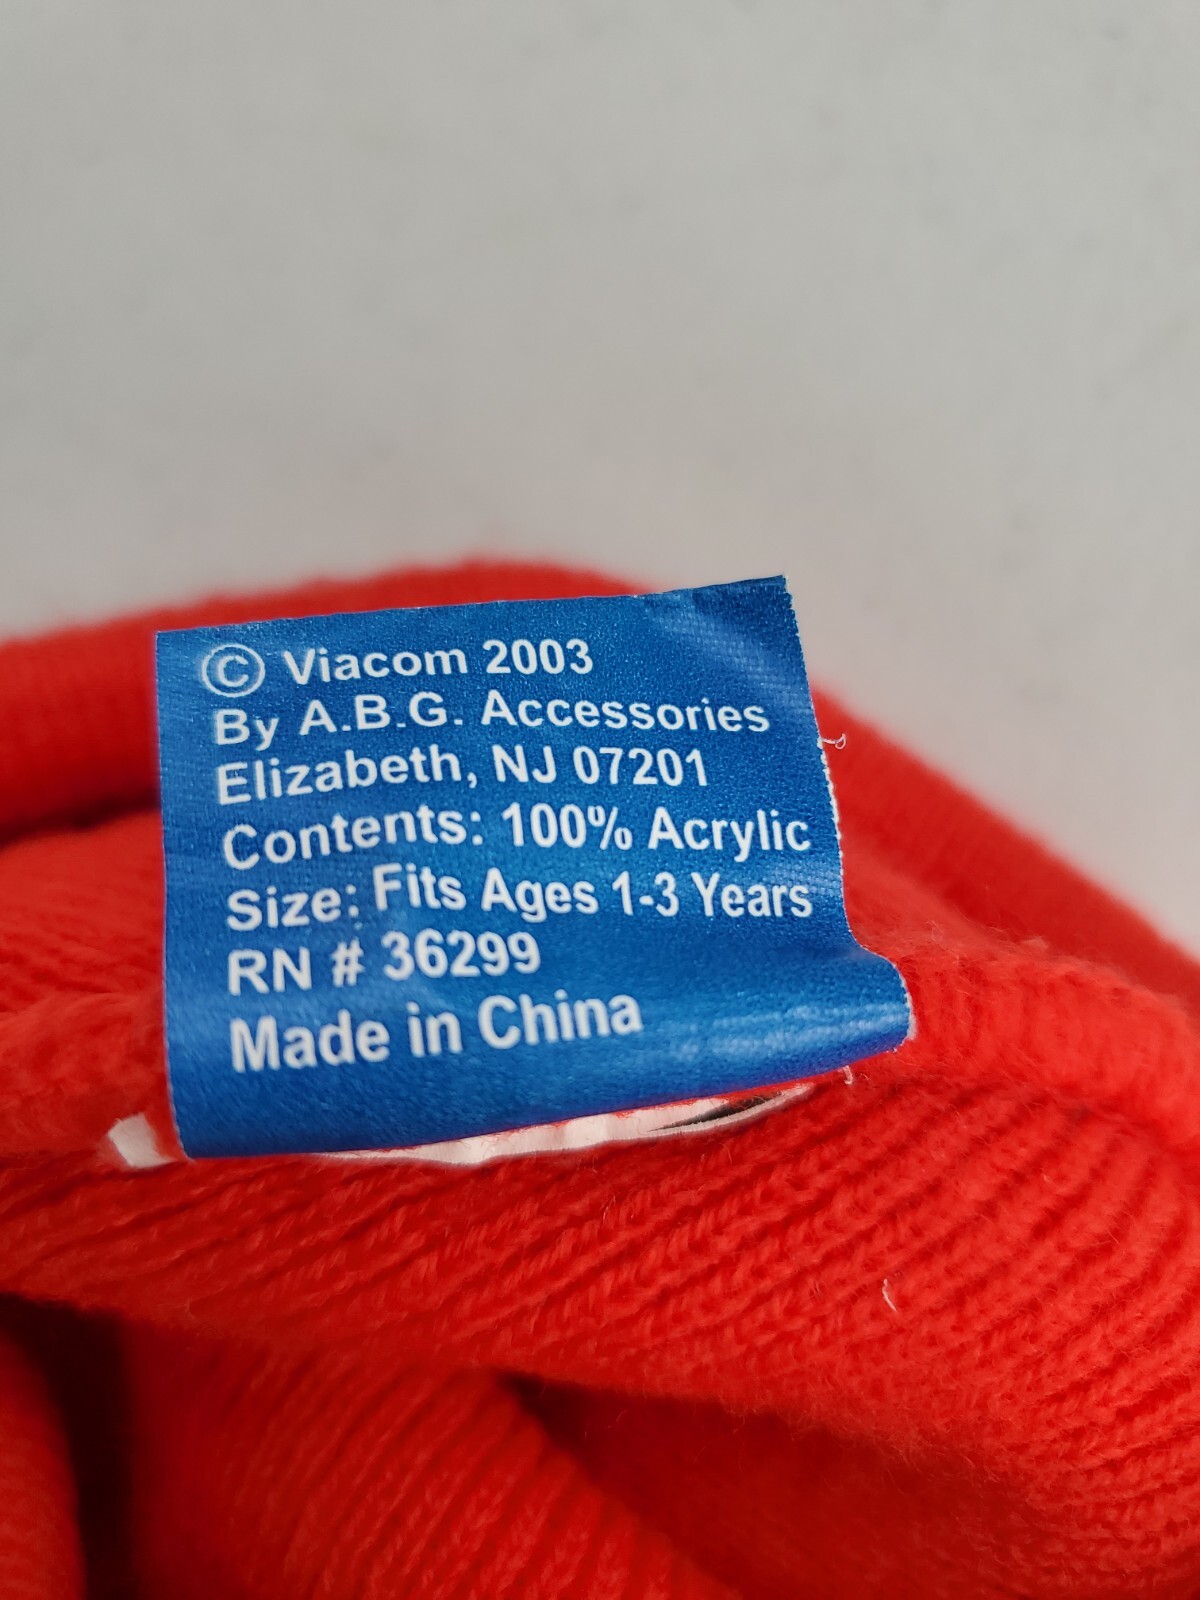 © Viacom 2003
By A.B.G. Accessories
Elizabeth, NJ 07201
Contents: 100% Acrylic
Size: Fits Ages 1-3 Years
RN # 36299
Made in China